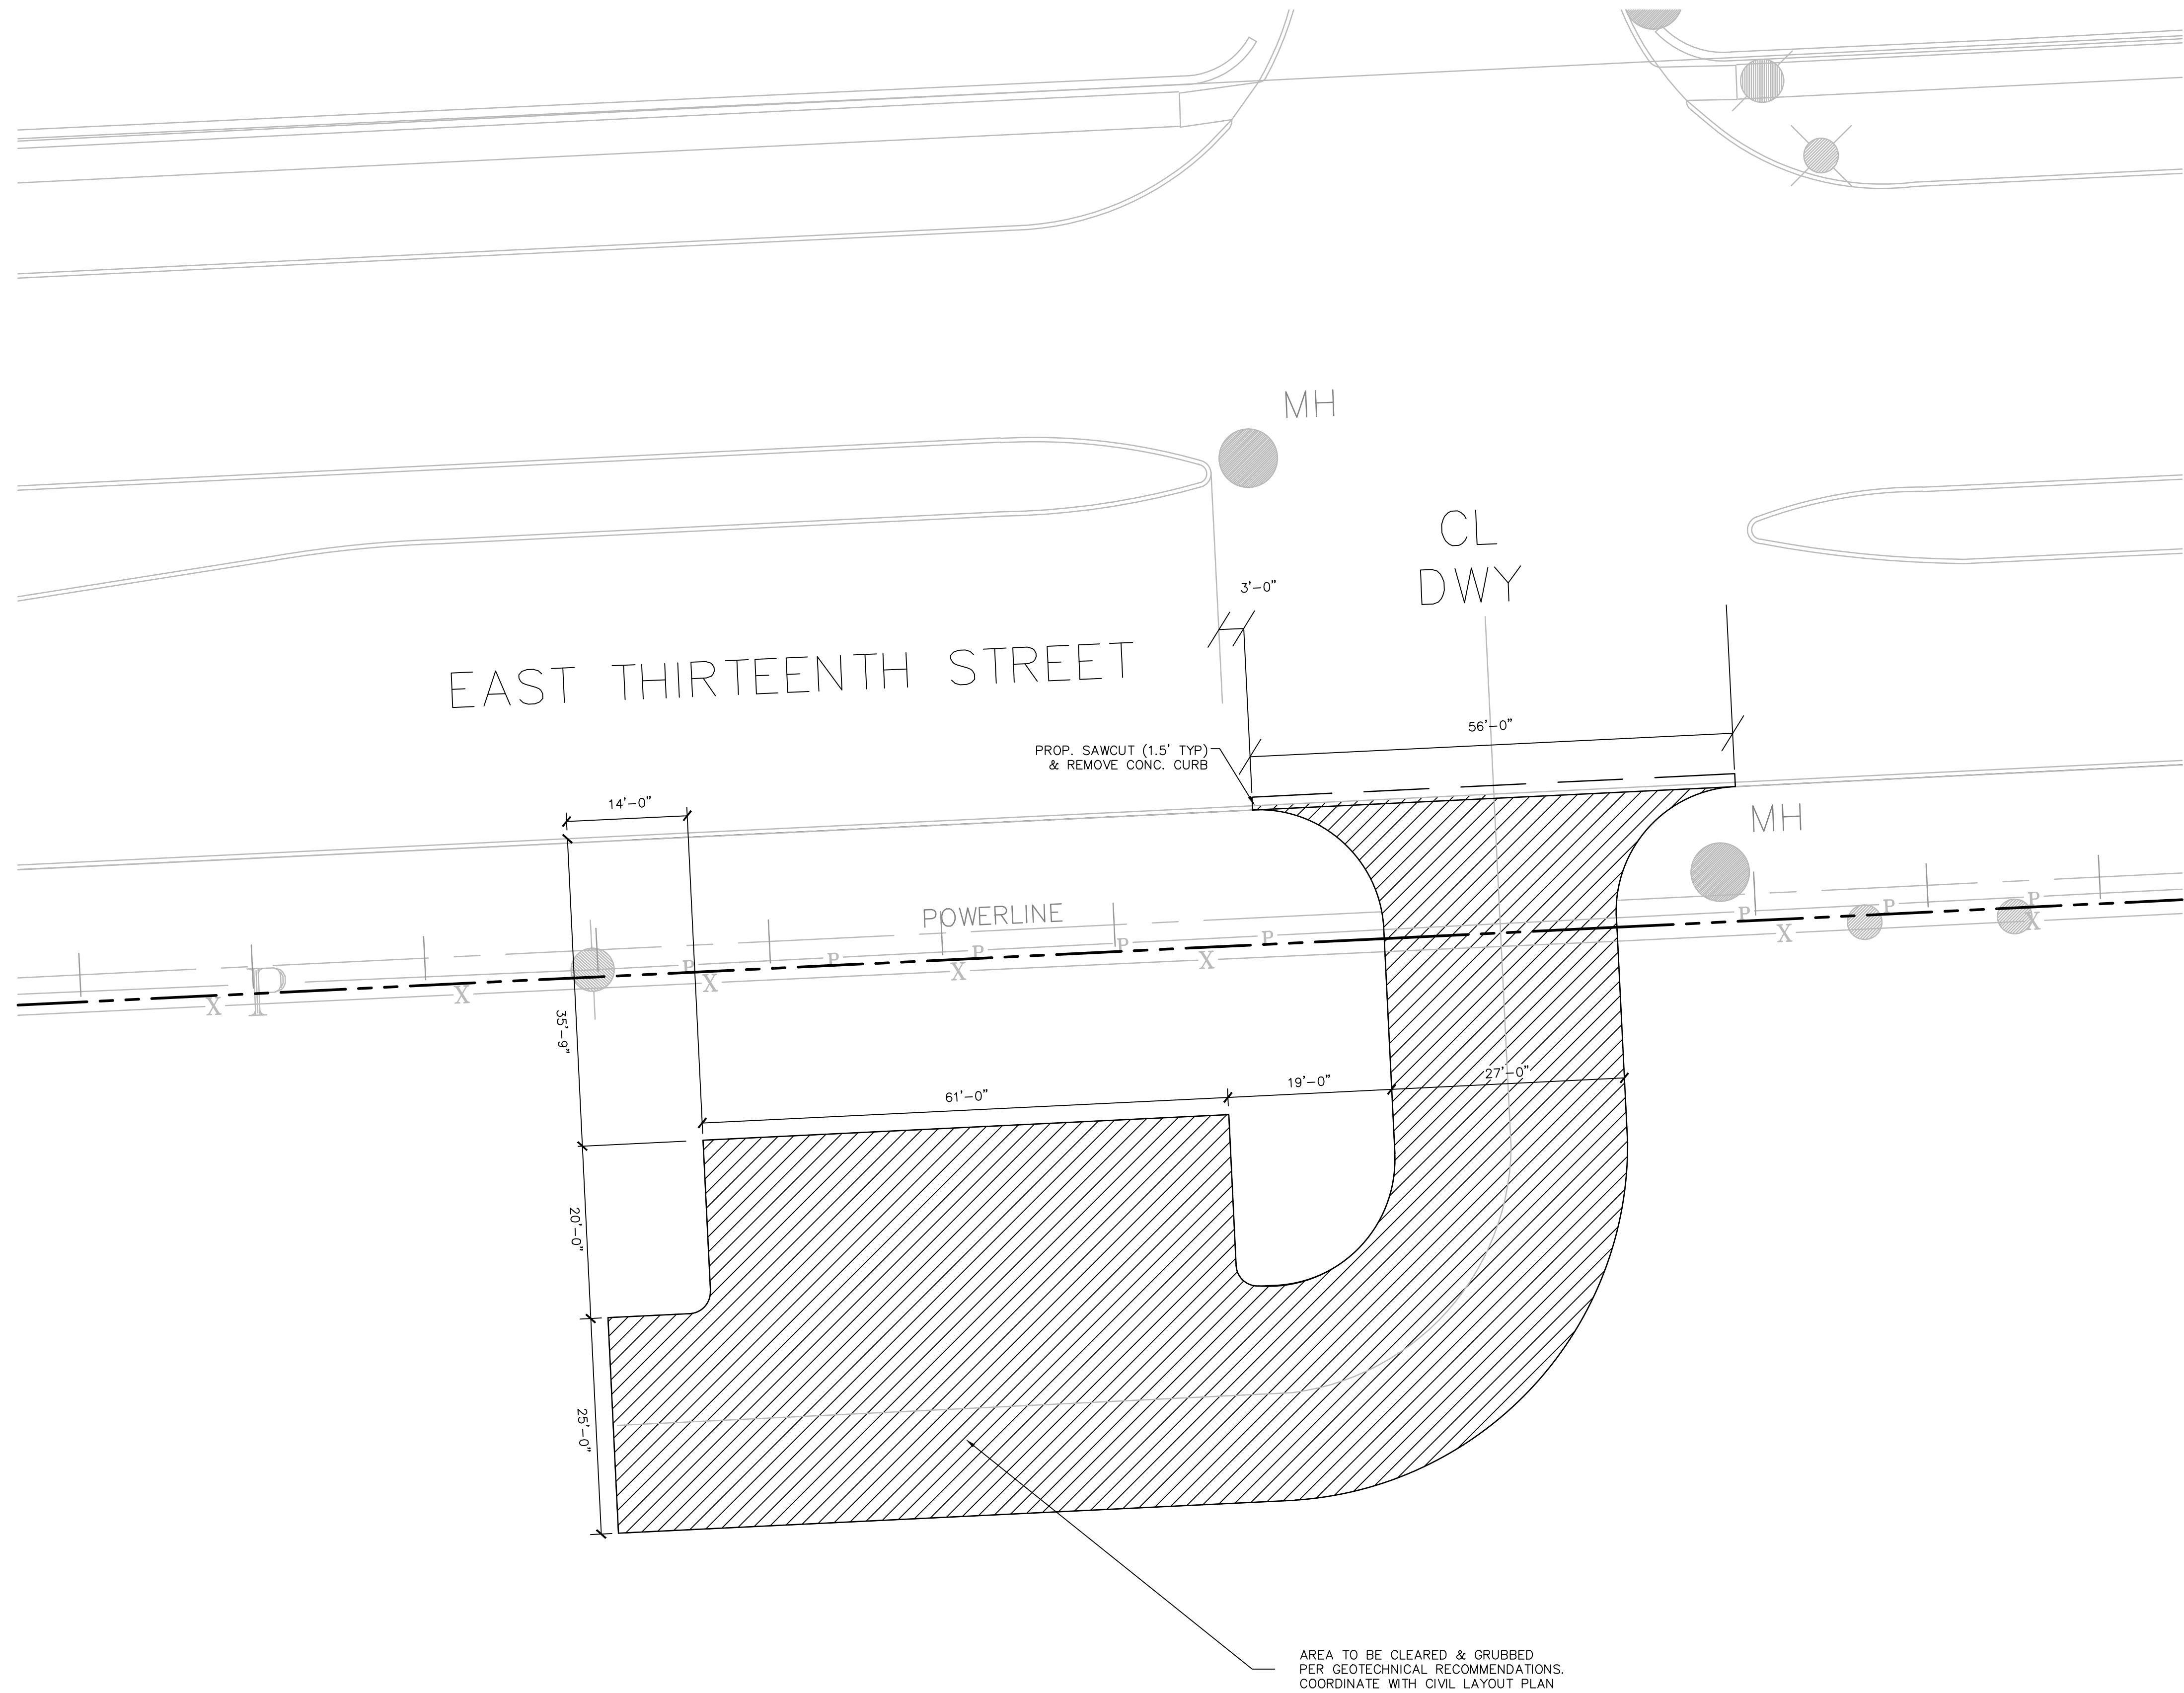 MH
CL
DWY
3'-0"
EAST THIRTEENTH STREET
56'-0"
PROP. SAWCUT (1.5' TYP)
& REMOVE CONC. CURB
14'-0"
MH
POWERLINE
P P P P P P P P
P
X X X X X X X
35'-9"
61'-0"
19'-0"
27'-0"
20'-0"
25'-0"
AREA TO BE CLEARED & GRUBBED
PER GEOTECHNICAL RECOMMENDATIONS.
COORDINATE WITH CIVIL LAYOUT PLAN